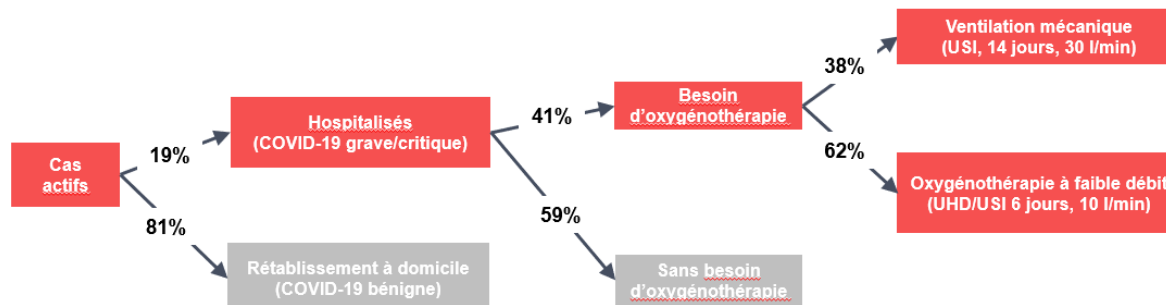 Cas
actifs
19%
81%
Hospitalisés
(COVID-19 grave/critique)
Rétablissement à domicile
(COVID-19 bénigne)
41%
59%
Besoin
d’oxygénothérapie
Sans besoin
d’oxygénothérapie
38%
62%
Ventilation mécanique
(USI, 14 jours, 30 l/min)
Oxygénothérapie à faible débit
(UHD/USI 6 jours, 10 l/min)